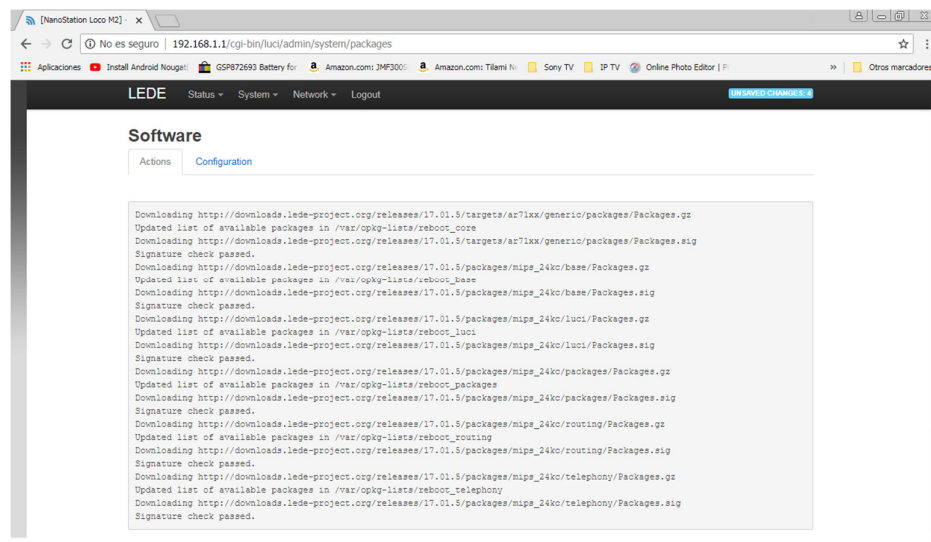 [NanoStation Loco M2] -
No es seguro | 192.168.1.1/cgi-bin/luci/admin/system/packages
Aplicaciones Install Android Nougat GSP872693 Battery for Amazon.com: JMF300S Amazon.com: Tilami Ne Sony TV IP TV Online Photo Editor | Otros marcadores
LEDE Status System Network Logout UNSAVED CHANGES: 4
Software
Actions Configuration
Downloading http://downloads.lede-project.org/releases/17.01.5/targets/ar71xx/generic/packages/Packages.gz
Updated list of available packages in /var/opkg-lists/reboot_core
Downloading http://downloads.lede-project.org/releases/17.01.5/targets/ar71xx/generic/packages/Packages.sig
Signature check passed.
Downloading http://downloads.lede-project.org/releases/17.01.5/packages/mips_24kc/base/Packages.gz
Updated list of available packages in /var/opkg-lists/reboot_base
Downloading http://downloads.lede-project.org/releases/17.01.5/packages/mips_24kc/base/Packages.sig
Signature check passed.
Downloading http://downloads.lede-project.org/releases/17.01.5/packages/mips_24kc/luci/Packages.gz
Updated list of available packages in /var/opkg-lists/reboot_luci
Downloading http://downloads.lede-project.org/releases/17.01.5/packages/mips_24kc/luci/Packages.sig
Signature check passed.
Downloading http://downloads.lede-project.org/releases/17.01.5/packages/mips_24kc/packages/Packages.gz
Updated list of available packages in /var/opkg-lists/reboot_packages
Downloading http://downloads.lede-project.org/releases/17.01.5/packages/mips_24kc/packages/Packages.sig
Signature check passed.
Downloading http://downloads.lede-project.org/releases/17.01.5/packages/mips_24kc/routing/Packages.gz
Updated list of available packages in /var/opkg-lists/reboot_routing
Downloading http://downloads.lede-project.org/releases/17.01.5/packages/mips_24kc/routing/Packages.sig
Signature check passed.
Downloading http://downloads.lede-project.org/releases/17.01.5/packages/mips_24kc/telephony/Packages.gz
Updated list of available packages in /var/opkg-lists/reboot_telephony
Downloading http://downloads.lede-project.org/releases/17.01.5/packages/mips_24kc/telephony/Packages.sig
Signature check passed.